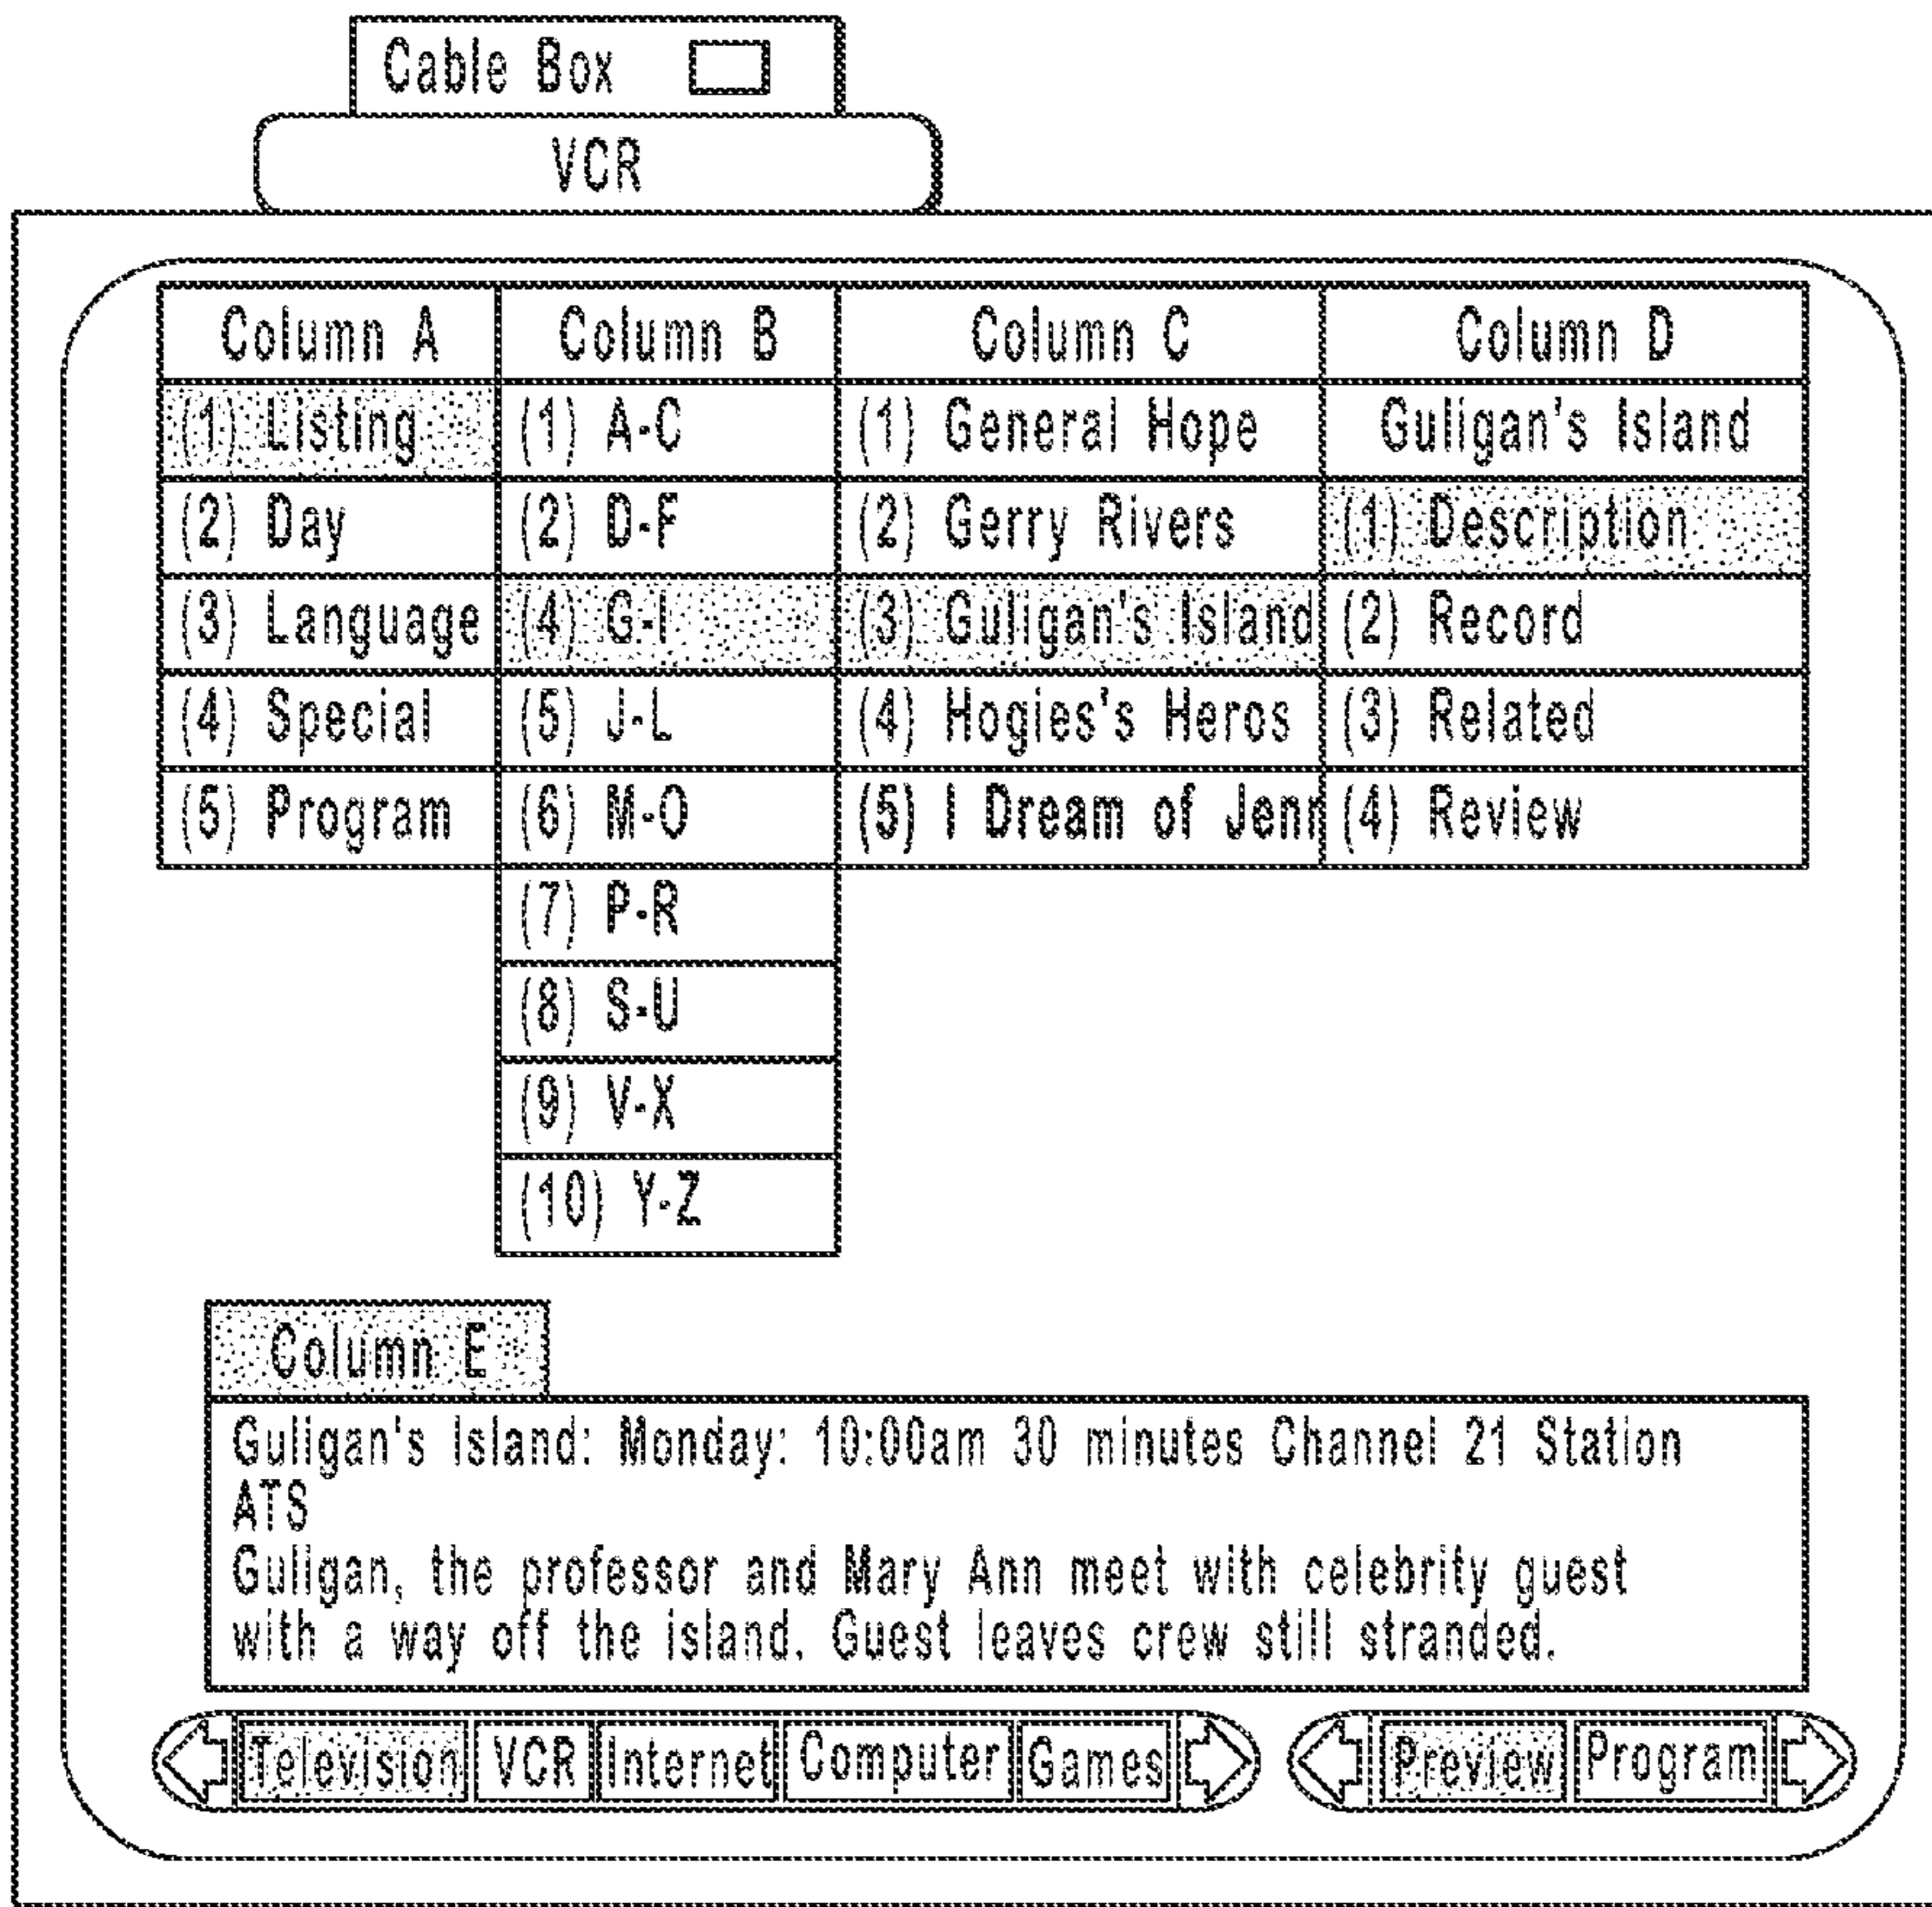 Cable Box
VCR
Column A Column B Column C Column D
(1) Listing (1) A-C (1) General Hope Guligan's Island
(2) Day (2) D-F (2) Gerry Rivers (1) Description
(3) Language (4) G-I (3) Guligan's Island (2) Record
(4) Special (5) J-L (4) Hogies's Heros (3) Related
(5) Program (6) M-O (5) I Dream of Jenn (4) Review
(7) P-R
(8) S-U
(9) V-X
(10) Y-Z
Column E
Guligan's Island: Monday: 10:00am 30 minutes Channel 21 Station
ATS
Guligan, the professor and Mary Ann meet with celebrity guest
with a way off the island. Guest leaves crew still stranded.
Television VCR Internet Computer Games Preview Program